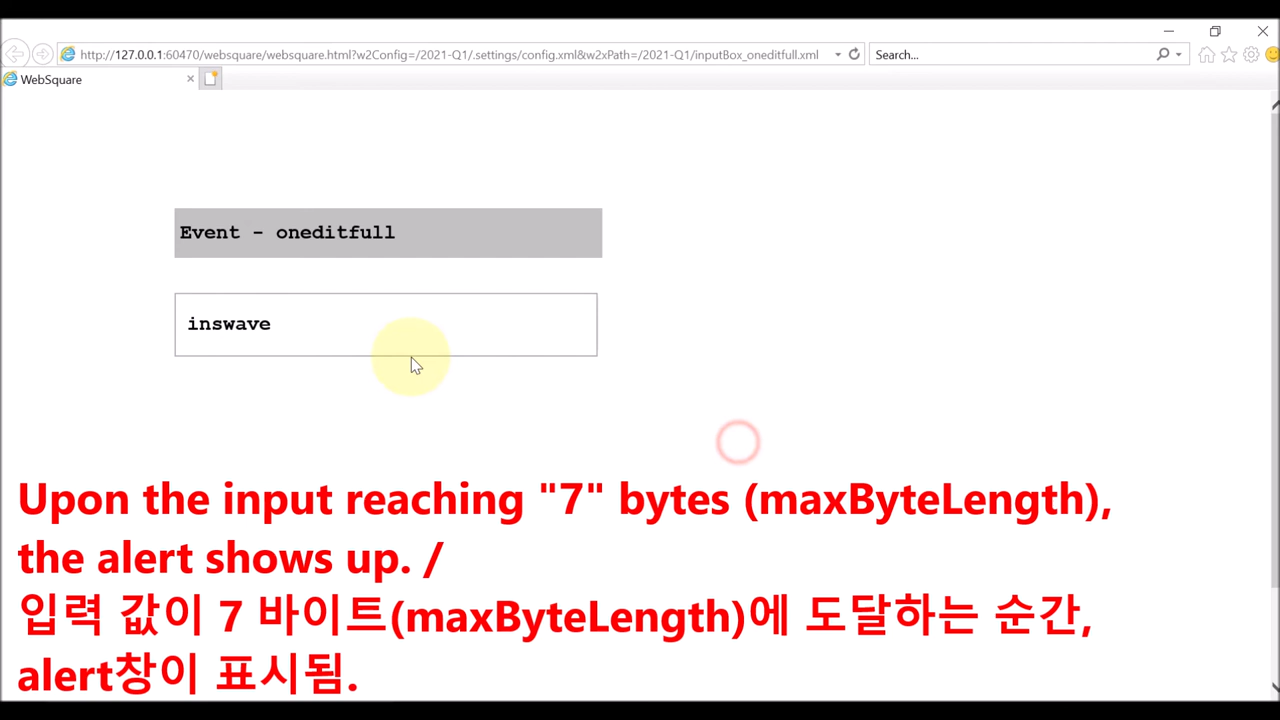 http://127.0.0.1:60470/websquare/websquare.html?w2Config=/2021-Q1/.settings/config.xml&w2xPath=/2021-Q1/inputBox_oneditfull.xml
Search...
WebSquare
Event - oneditfull
inswave
Upon the input reaching "7" bytes (maxByteLength),
the alert shows up. /
입력 값이 7 바이트(maxByteLength)에 도달하는 순간,
alert창이 표시됨.